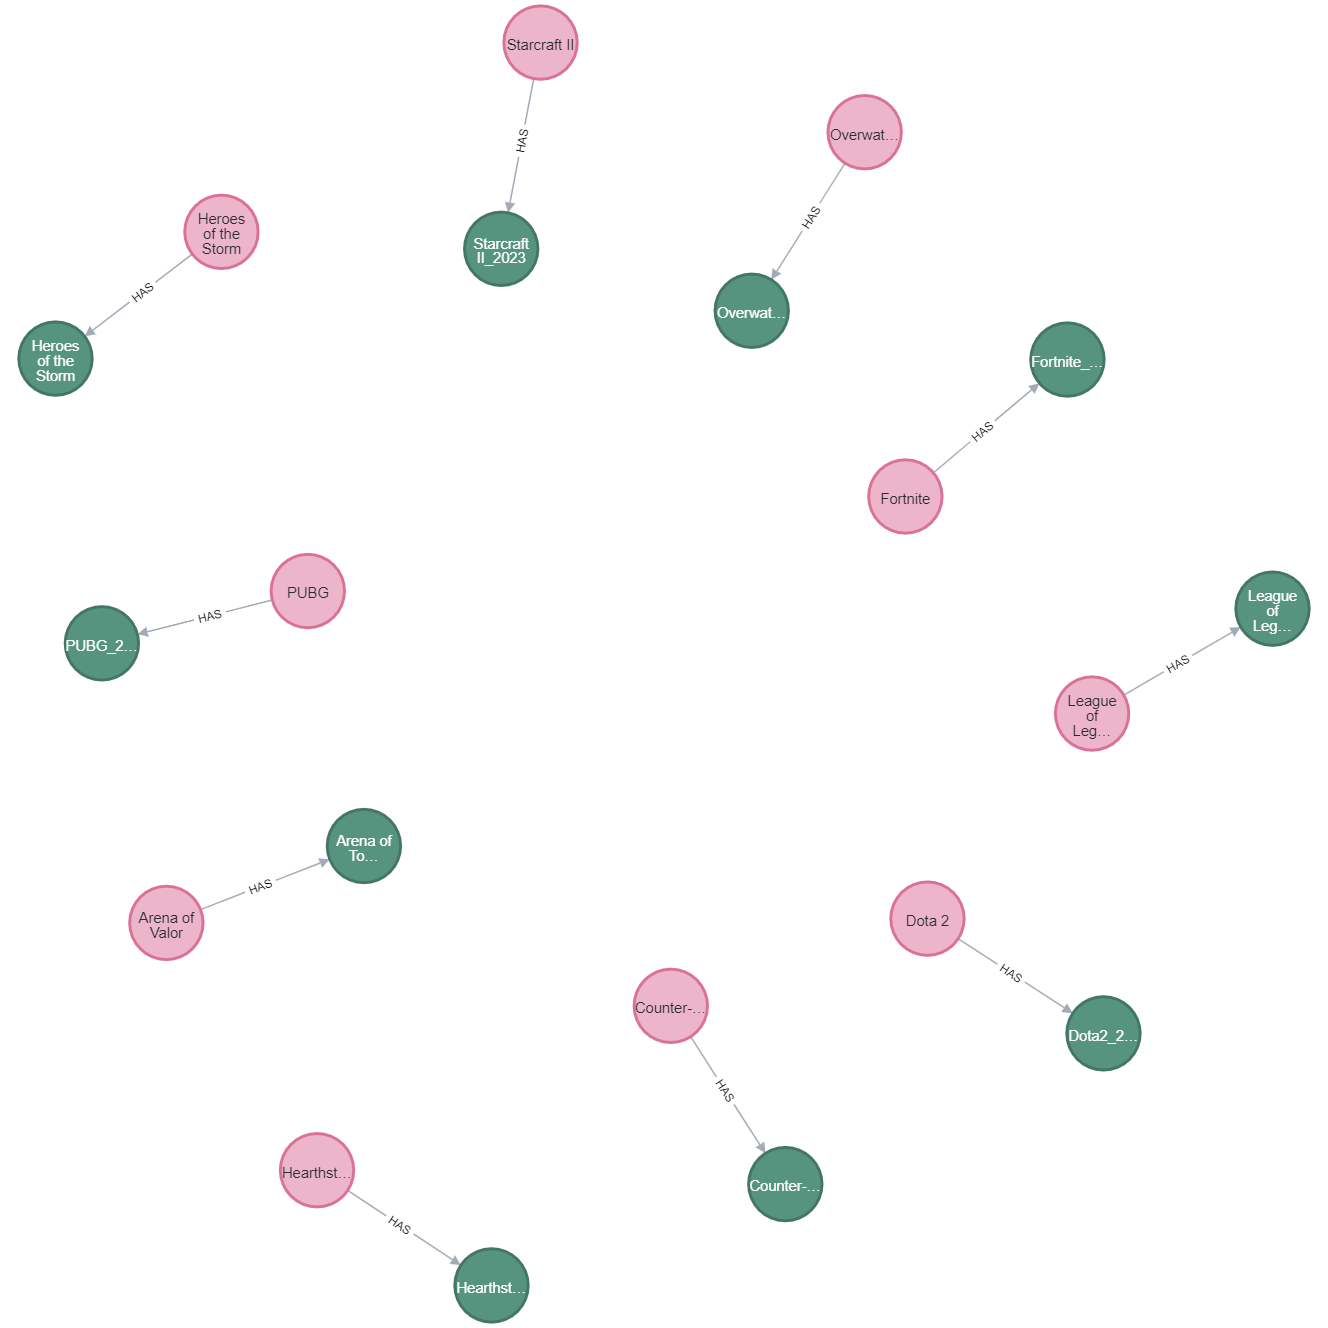 Starcraft II
HAS
Starcraft
II_2023
Overwat...
HAS
Overwat...
Heroes
of the
Storm
HAS
Heroes
of the
Storm
Fortnite_...
HAS
Fortnite
PUBG
HAS
PUBG_2...
League
of
Leg...
HAS
League
of
Leg...
Arena of
To...
HAS
Arena of
Valor
Dota 2
HAS
Dota2_2...
Counter-...
HAS
Counter-...
Hearthst...
HAS
Hearthst...